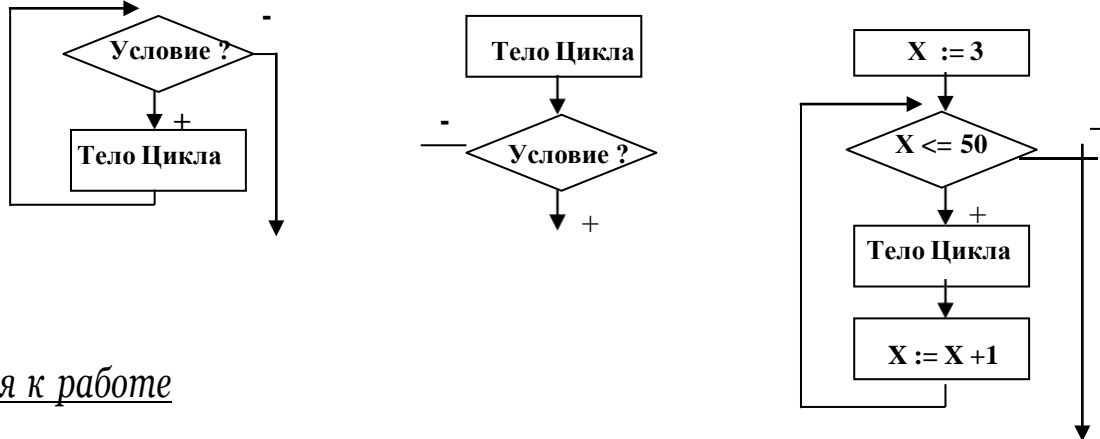 -
Условие ?
+
Тело Цикла
Тело Цикла
-
Условие ?
+
X := 3
X <= 50
–
+
Тело Цикла
X := X +1
я к работе